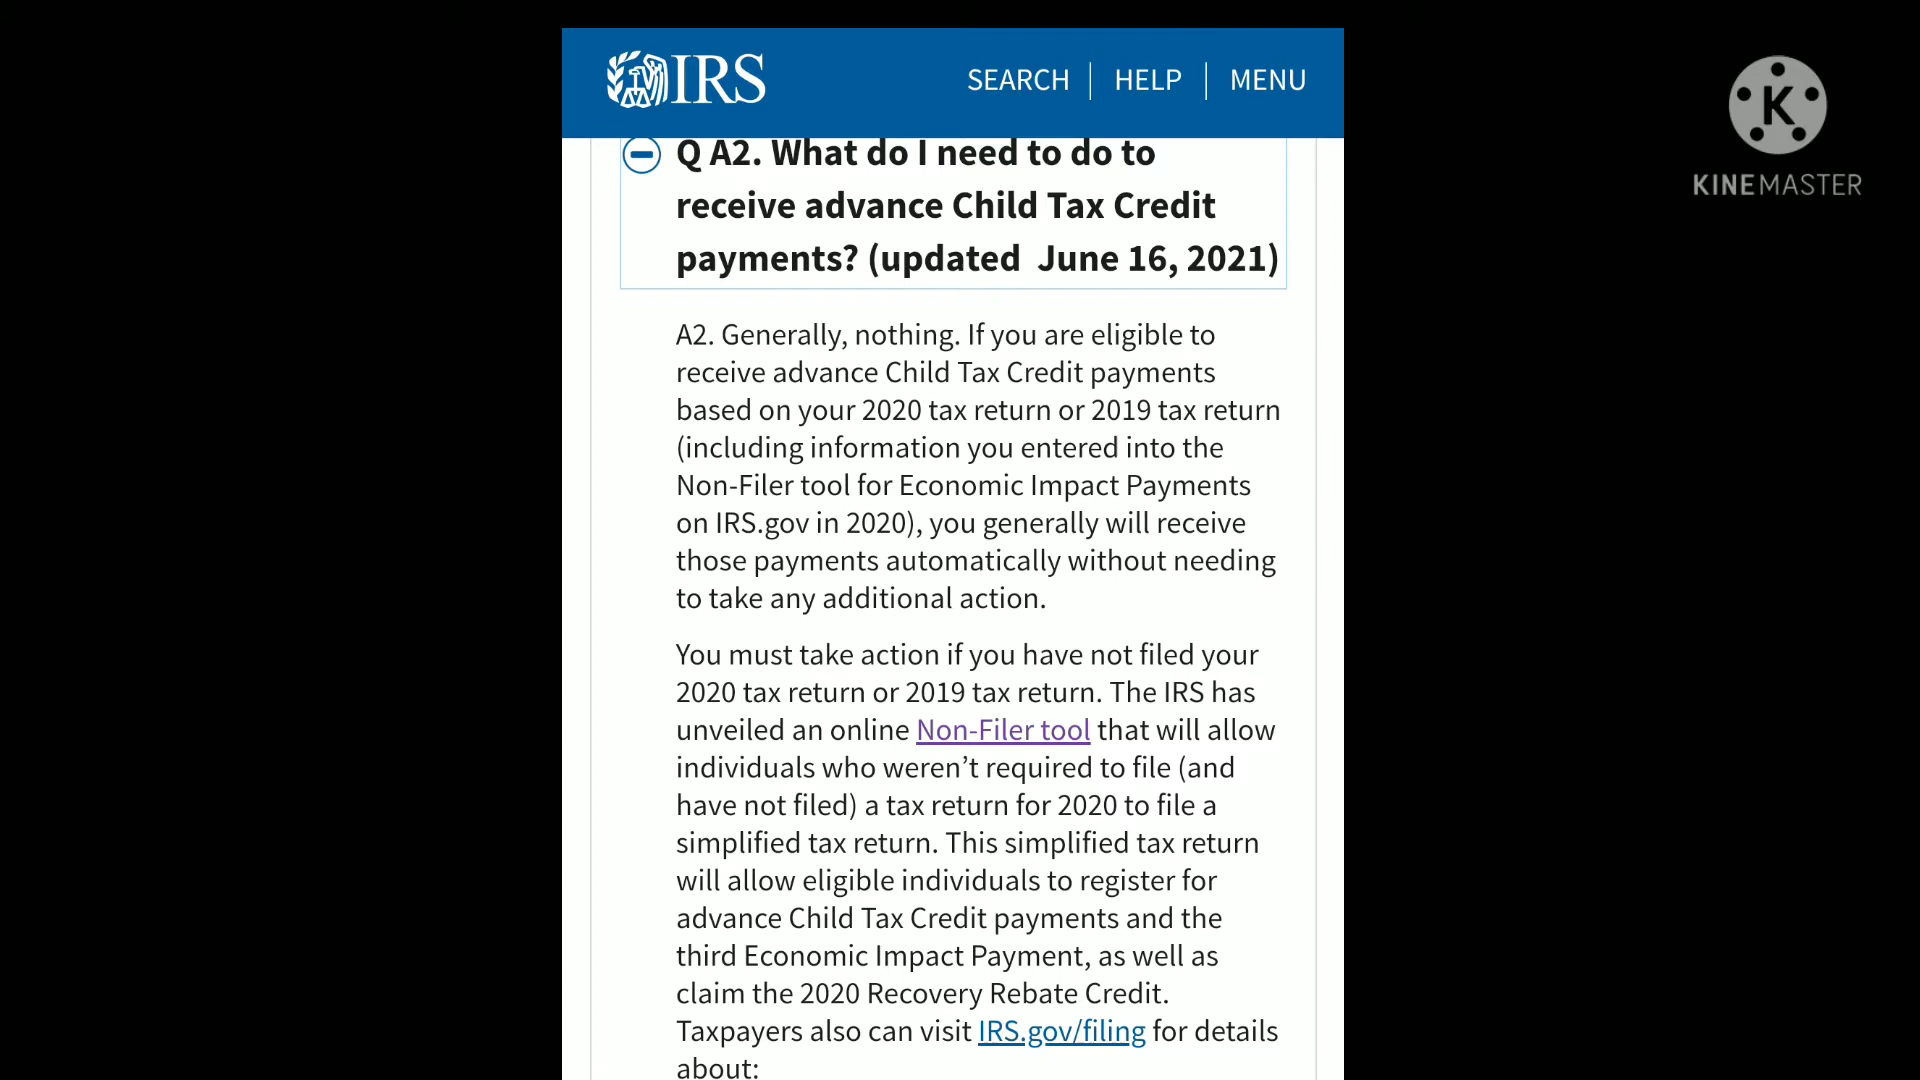 IRS
SEARCH | HELP | MENU
K
KINEMASTER
Q A2. What do I need to do to
receive advance Child Tax Credit
payments? (updated  June 16, 2021)
A2. Generally, nothing. If you are eligible to
receive advance Child Tax Credit payments
based on your 2020 tax return or 2019 tax return
(including information you entered into the
Non-Filer tool for Economic Impact Payments
on IRS.gov in 2020), you generally will receive
those payments automatically without needing
to take any additional action.
You must take action if you have not filed your
2020 tax return or 2019 tax return. The IRS has
unveiled an online Non-Filer tool that will allow
individuals who weren’t required to file (and
have not filed) a tax return for 2020 to file a
simplified tax return. This simplified tax return
will allow eligible individuals to register for
advance Child Tax Credit payments and the
third Economic Impact Payment, as well as
claim the 2020 Recovery Rebate Credit.
Taxpayers also can visit IRS.gov/filing for details
about: